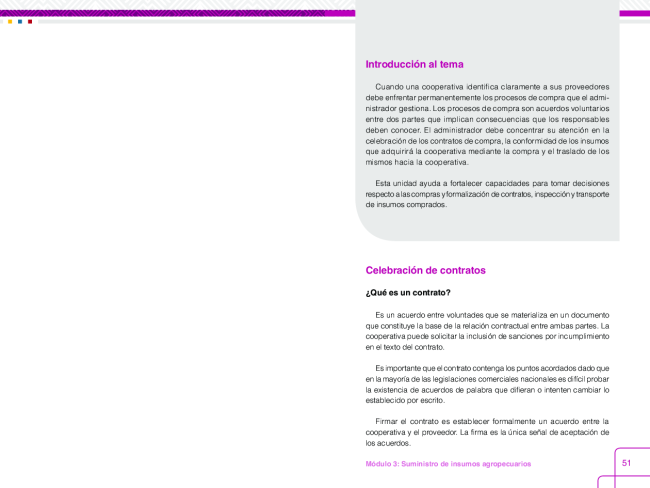 Introducción al tema
Cuando una cooperativa identifica claramente a sus proveedores
debe enfrentar permanentemente los procesos de compra que el admi-
nistrador gestiona. Los procesos de compra son acuerdos voluntarios
entre dos partes que implican consecuencias que los responsables
deben conocer. El administrador debe concentrar su atención en la
celebración de los contratos de compra, la conformidad de los insumos
que adquirirá la cooperativa mediante la compra y el traslado de los
mismos hacia la cooperativa.
Esta unidad ayuda a fortalecer capacidades para tomar decisiones
respecto a las compras y formalización de contratos, inspección y transporte
de insumos comprados.
Celebración de contratos
¿Qué es un contrato?
Es un acuerdo entre voluntades que se materializa en un documento
que constituye la base de la relación contractual entre ambas partes. La
cooperativa puede solicitar la inclusión de sanciones por incumplimiento
en el texto del contrato.
Es importante que el contrato contenga los puntos acordados dado que
en la mayoría de las legislaciones comerciales nacionales es difícil probar
la existencia de acuerdos de palabra que difieran o intenten cambiar lo
establecido por escrito.
Firmar el contrato es establecer formalmente un acuerdo entre la
cooperativa y el proveedor. La firma es la única señal de aceptación de
los acuerdos.
Módulo 3: Suministro de insumos agropecuarios
51